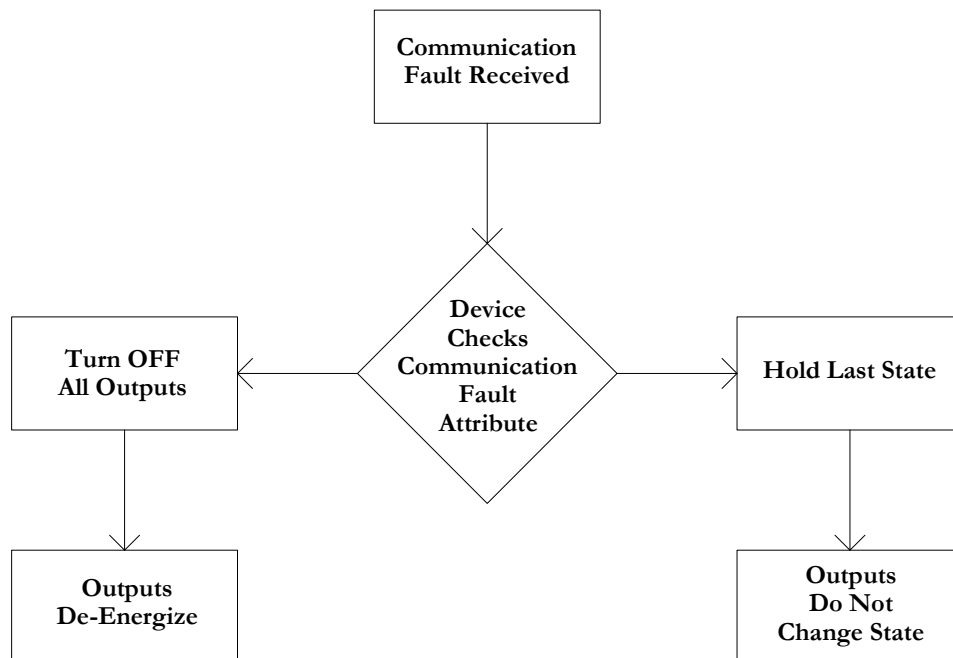 Communication
Fault Received
Device
Checks
Communication
Fault
Attribute
Turn OFF
All Outputs
Hold Last State
Outputs
De-Energize
Outputs
Do Not
Change State